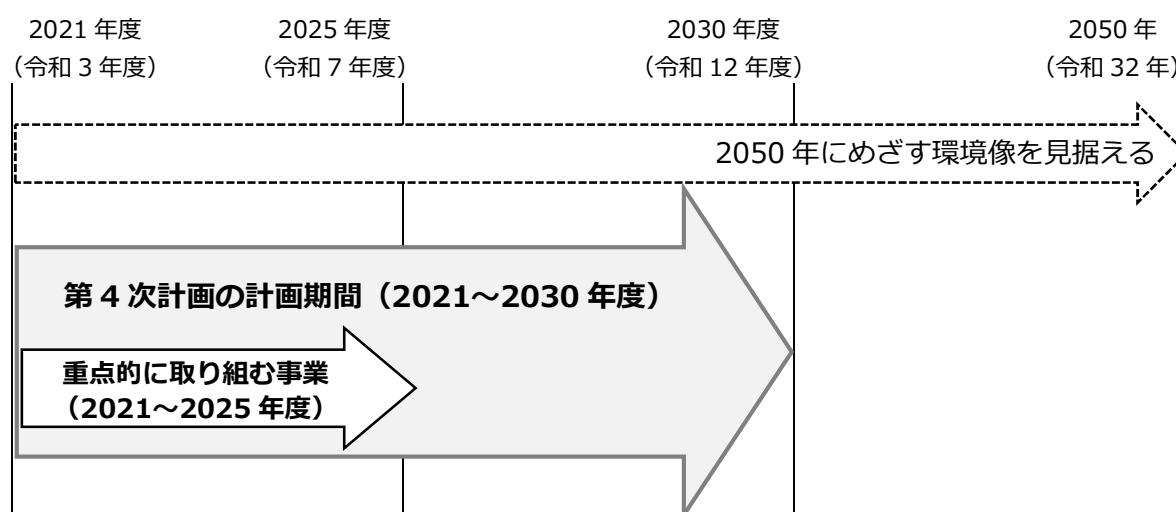 2021 年度
(令和 3 年度)
2025 年度
(令和 7 年度)
2030 年度
(令和 12 年度)
2050 年
(令和 32 年)
2050 年にめざす環境像を見据える
第 4 次計画の計画期間（2021～2030 年度）
重点的に取り組む事業
（2021～2025 年度）